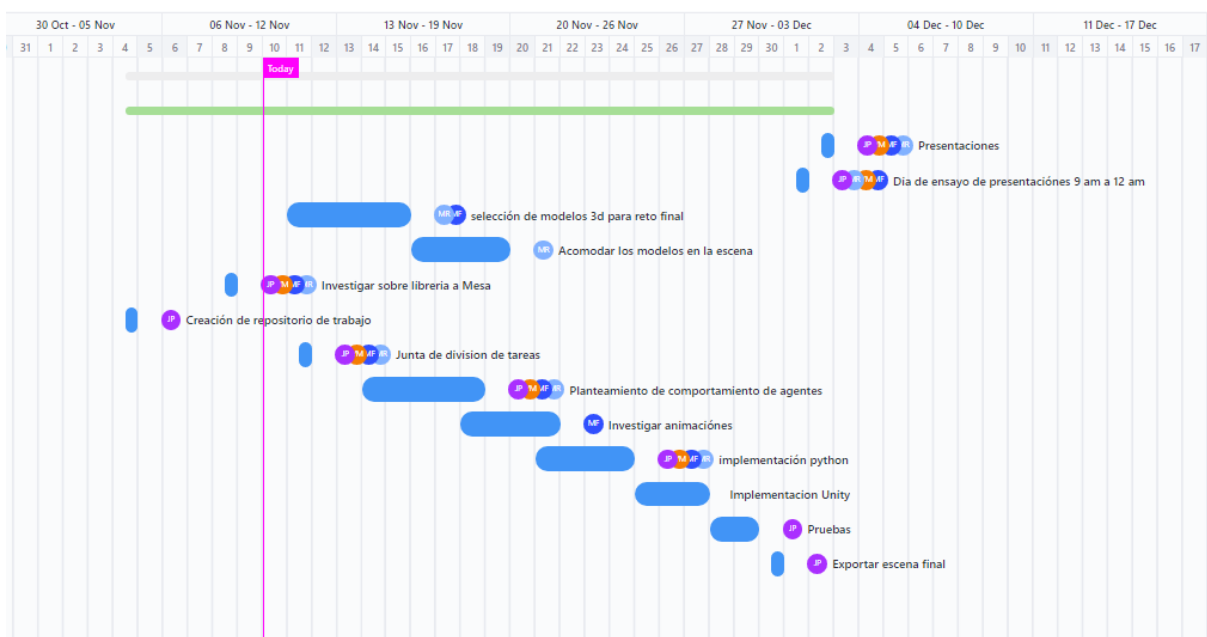 30 Oct - 05 Nov 06 Nov - 12 Nov 13 Nov - 19 Nov 20 Nov - 26 Nov 27 Nov - 03 Dec 04 Dec - 10 Dec 11 Dec - 17 Dec
31 1 2 3 4 5 6 7 8 9 10 11 12 13 14 15 16 17 18 19 20 21 22 23 24 25 26 27 28 29 30 1 2 3 4 5 6 7 8 9 10 11 12 13 14 15 16 17
Today
JP MF Presentaciones
JP MF Dia de ensayo de presentaciónes 9 am a 12 am
MR MF selección de modelos 3d para reto final
MR Acomodar los modelos en la escena
JP MF Investigar sobre libreria a Mesa
JP Creación de repositorio de trabajo
JP MF Junta de division de tareas
JP MF Planteamiento de comportamiento de agentes
MF Investigar animaciónes
JP MF implementación python
Implementacion Unity
JP Pruebas
JP Exportar escena final